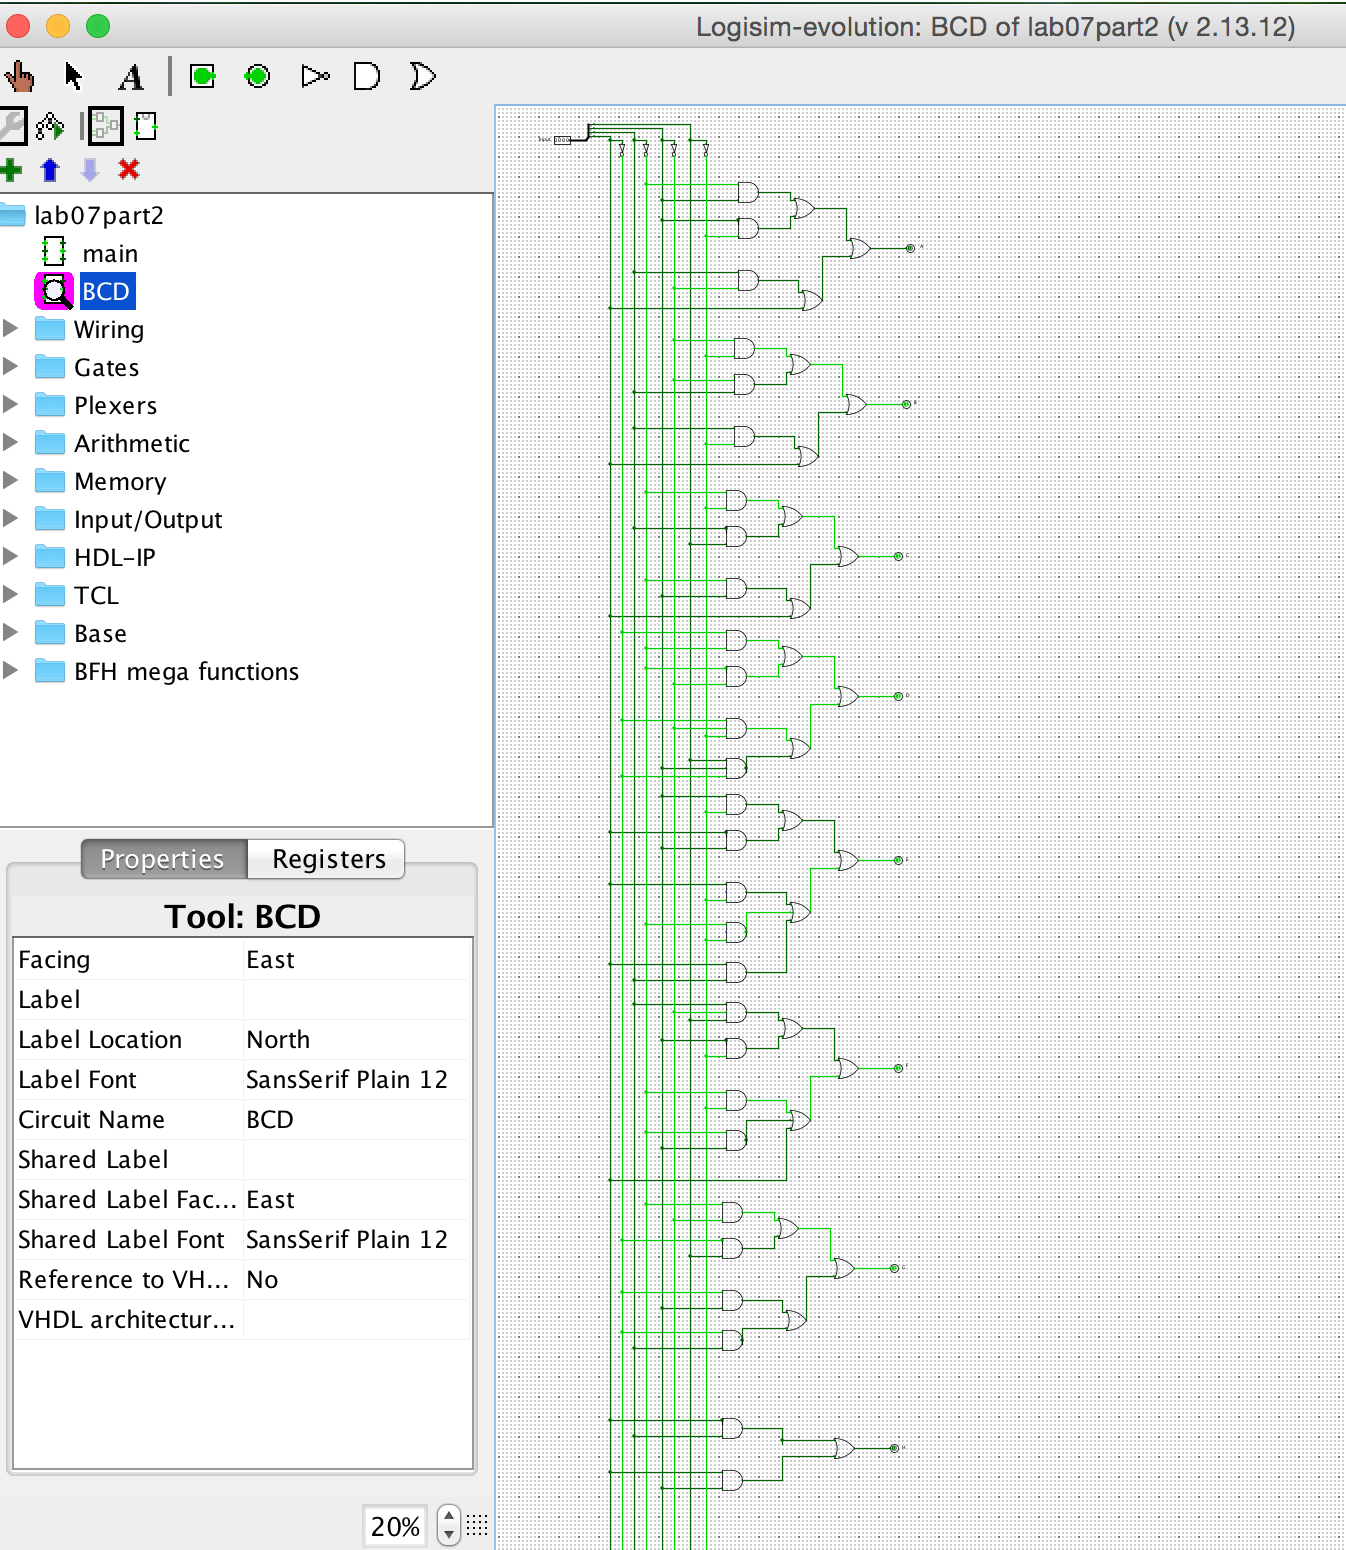 Logisim-evolution: BCD of lab07part2 (v 2.13.12)
A
lab07part2
main
BCD
Wiring
Gates
Plexers
Arithmetic
Memory
Input/Output
HDL-IP
TCL
Base
BFH mega functions
Properties
Registers
Tool: BCD
Facing East
Label
Label Location North
Label Font SansSerif Plain 12
Circuit Name BCD
Shared Label
Shared Label Fac... East
Shared Label Font SansSerif Plain 12
Reference to VH... No
VHDL architectur...
20%
Input
A